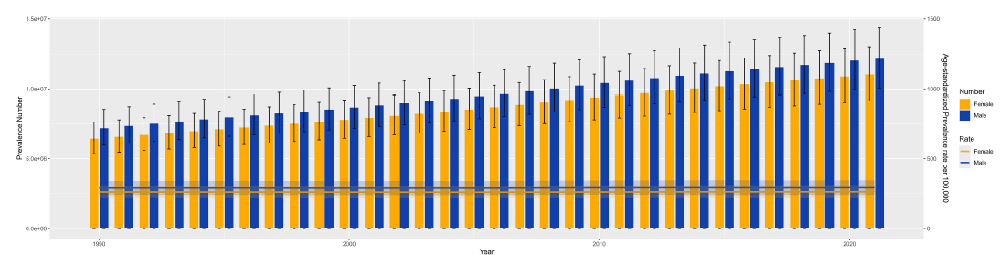 1.5e+07
1.0e+07
5.0e+06
0.0e+00
Prevalence Number
1990
2000
2010
2020
Year
1500
1000
500
0
Age-standardized Prevalence rate per 100,000
Number
Female
Male
Rate
Female
Male